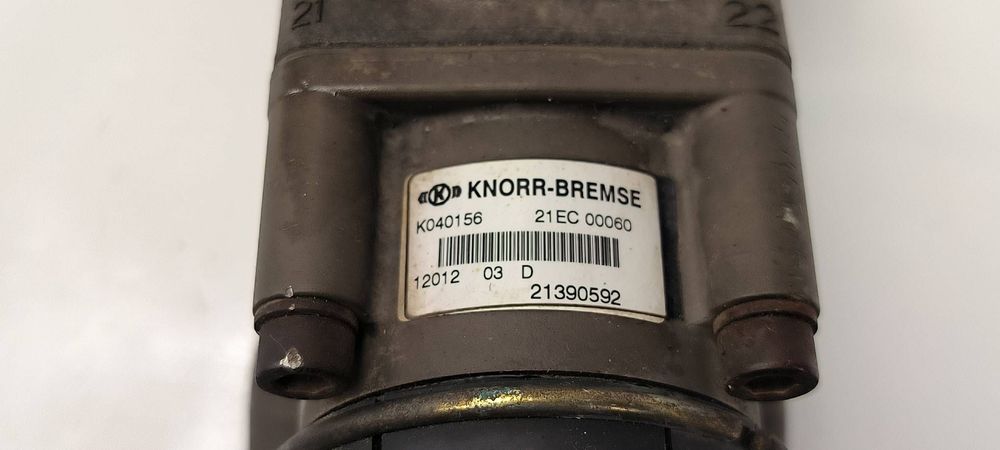 21 22
K KNORR-BREMSE
K040156 21EC 00060
12012 03 D
21390592